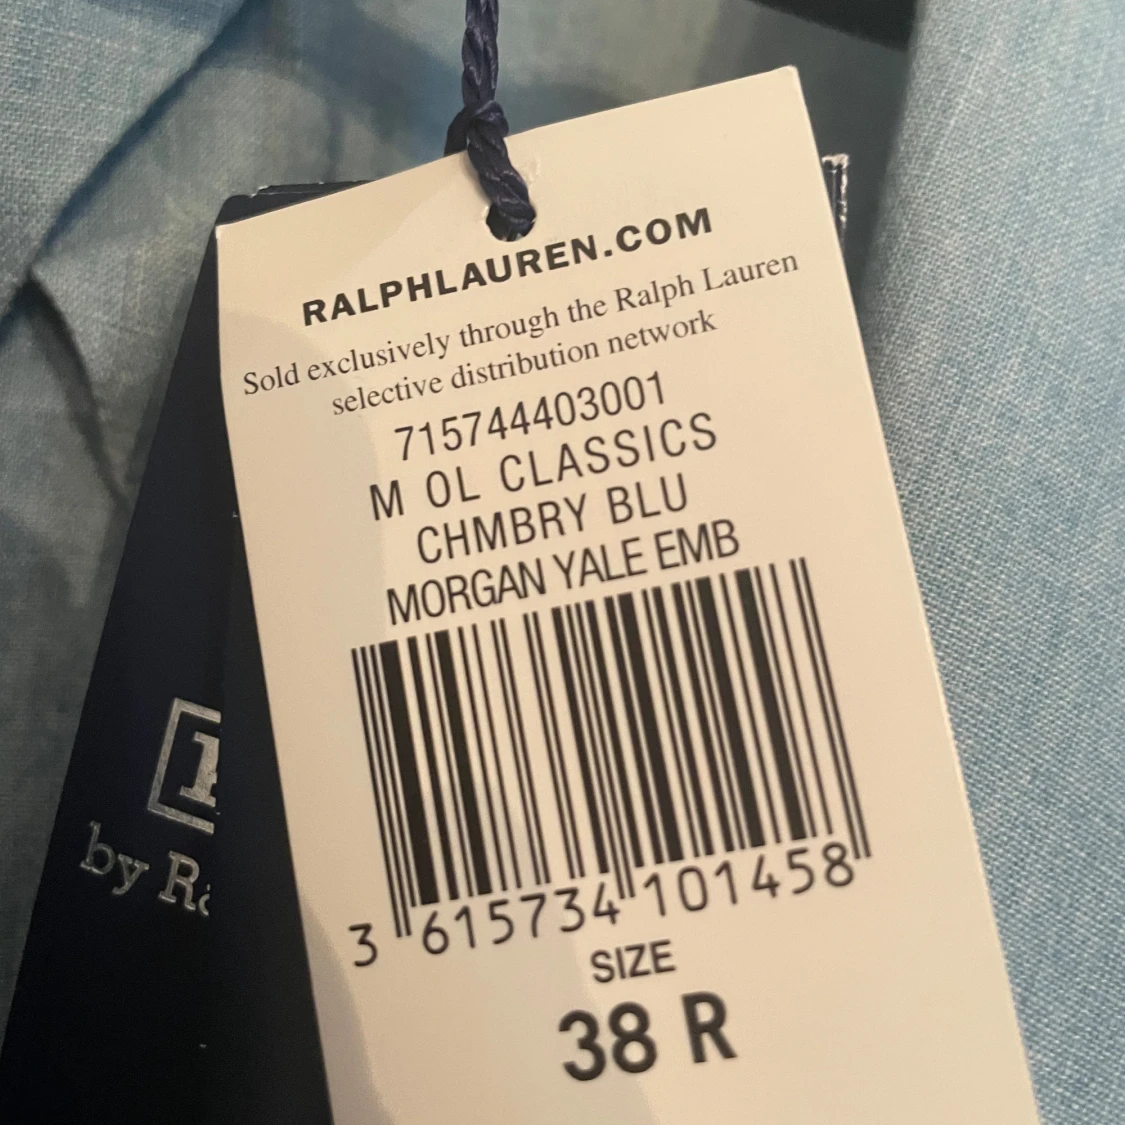 RALPHLAUREN.COM
Sold exclusively through the Ralph Lauren
selective distribution network
715744403001
M OL CLASSICS
CHMBRY BLU
MORGAN YALE EMB
3 615734 101458
SIZE
38 R
by Ra